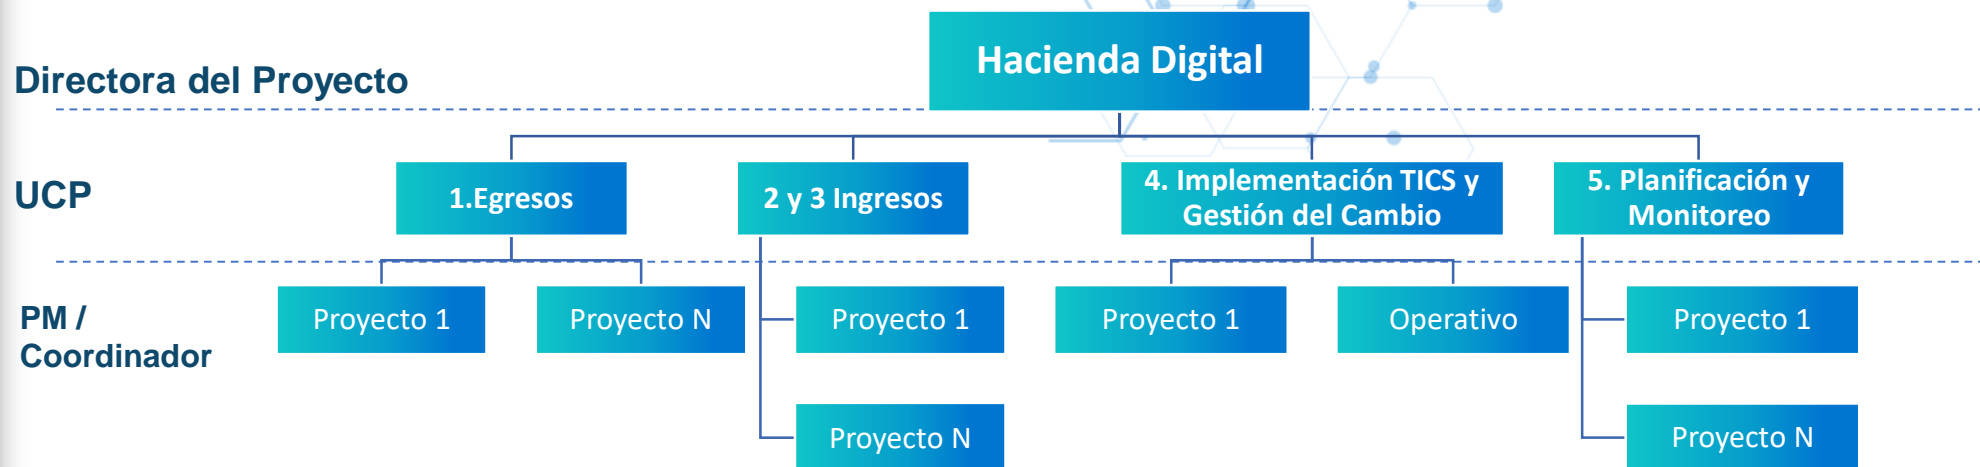 Hacienda Digital
Directora del Proyecto
UCP
1.Egresos
2 y 3 Ingresos
4. Implementación TICS y
Gestión del Cambio
5. Planificación y
Monitoreo
PM /
Coordinador
Proyecto 1
Proyecto N
Proyecto 1
Proyecto 1
Operativo
Proyecto 1
Proyecto N
Proyecto N